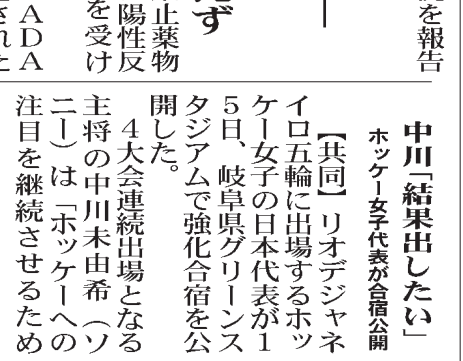 を報告
ず
止薬物
陽性反
を受け
ＡＤＡ
中川「結果出したい」
ホッケー女子代表が合宿公開
【共同】リオデジャネ
イロ五輪に出場するホッ
ケー女子の日本代表が１
５日、岐阜県グリーンス
タジアムで強化合宿を公
開した。
４大会連続出場となる
主将の中川未由希（ソ
ニー）は「ホッケーへの
注目を継続させるため